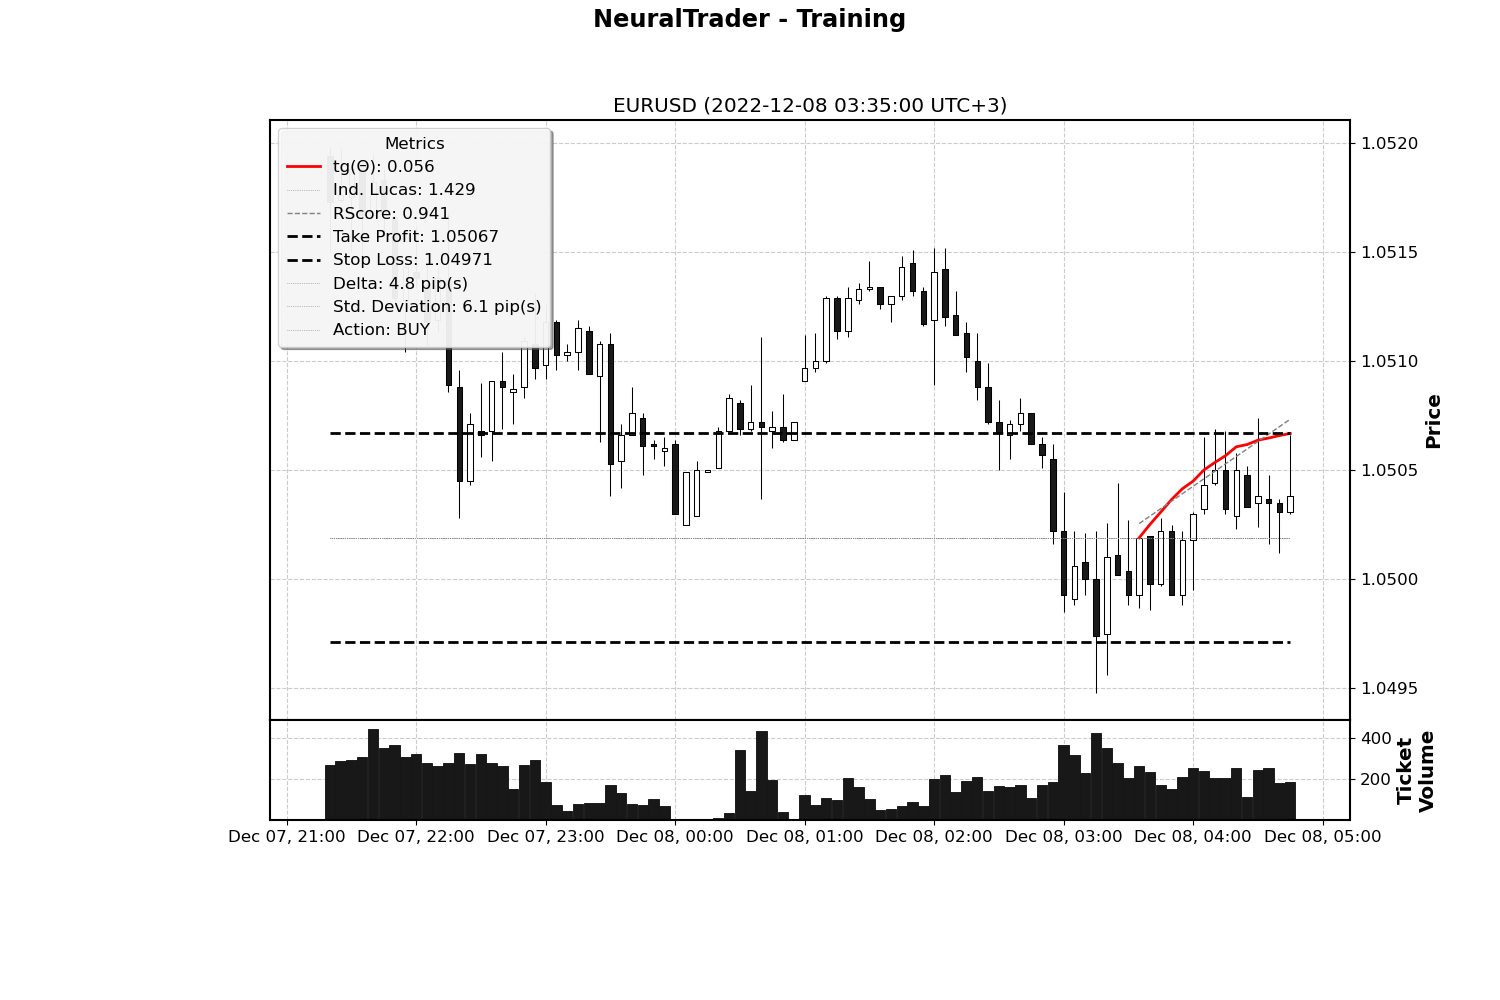 NeuralTrader - Training
EURUSD (2022-12-08 03:35:00 UTC+3)
Metrics
tg(Θ): 0.056
Ind. Lucas: 1.429
RScore: 0.941
Take Profit: 1.05067
Stop Loss: 1.04971
Delta: 4.8 pip(s)
Std. Deviation: 6.1 pip(s)
Action: BUY
1.0520
1.0515
1.0510
1.0505
1.0500
1.0495
Price
400
200
Ticket
Volume
Dec 07, 21:00
Dec 07, 22:00
Dec 07, 23:00
Dec 08, 00:00
Dec 08, 01:00
Dec 08, 02:00
Dec 08, 03:00
Dec 08, 04:00
Dec 08, 05:00